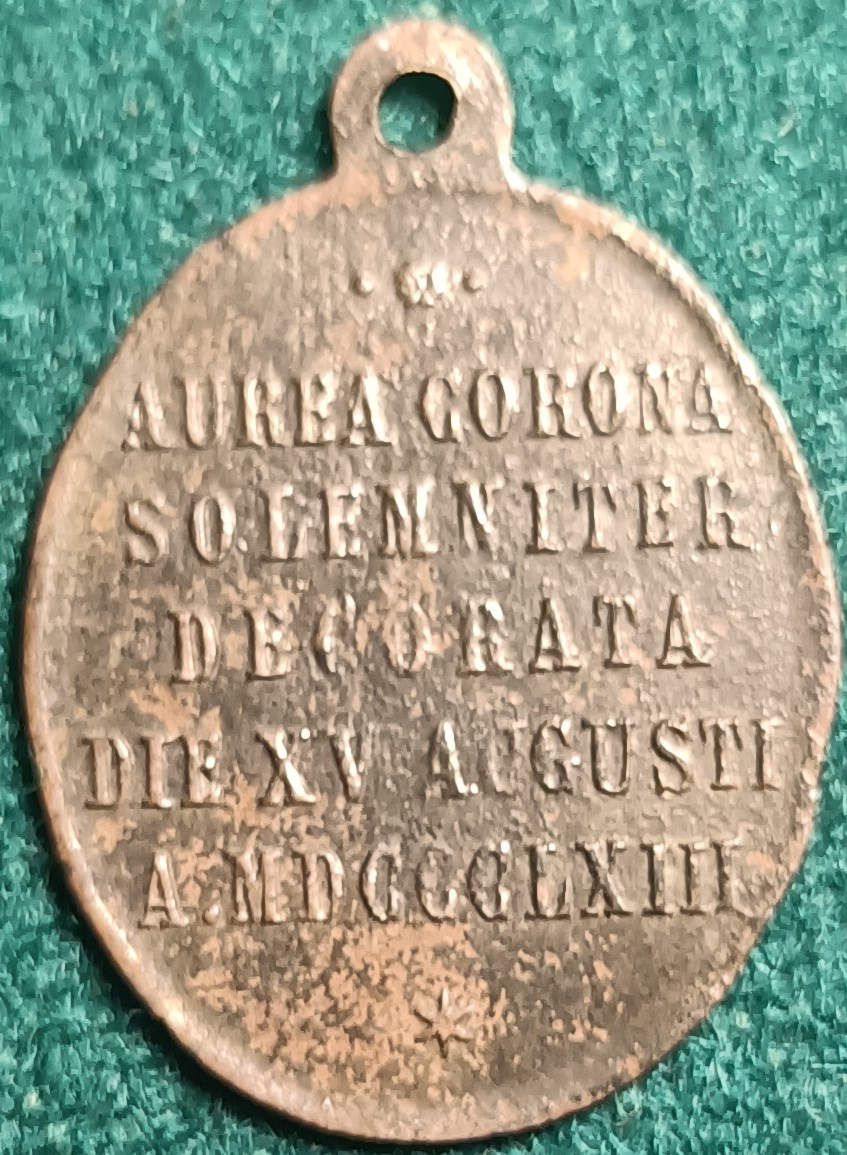 AUREA CORONA
SOLEMNITER
DECORATA
DIE XV AUGUSTI
A.MDCCCLXIII